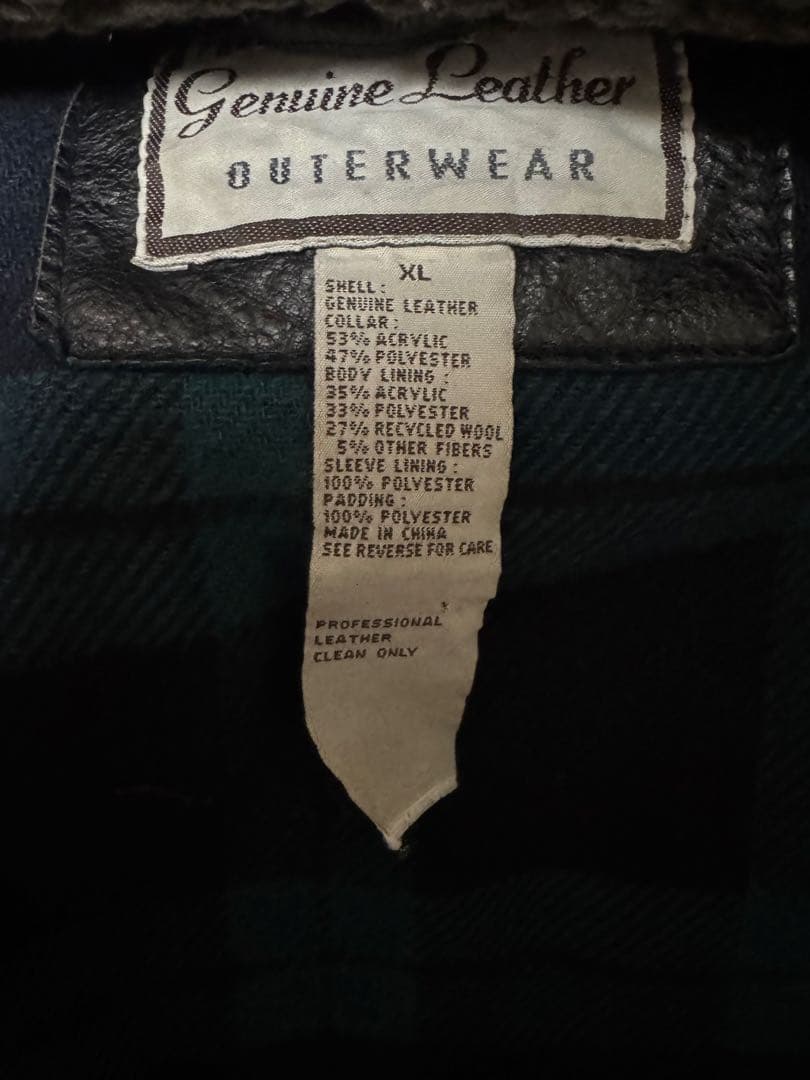 Genuine Leather
OUTERWEAR
XL
SHELL :
GENUINE LEATHER
COLLAR :
53% ACRYLIC
47% POLYESTER
BODY LINING :
35% ACRYLIC
33% POLYESTER
27% RECYCLED WOOL
5% OTHER FIBERS
SLEEVE LINING :
100% POLYESTER
PADDING :
100% POLYESTER
MADE IN CHINA
SEE REVERSE FOR CARE
PROFESSIONAL
LEATHER
CLEAN ONLY